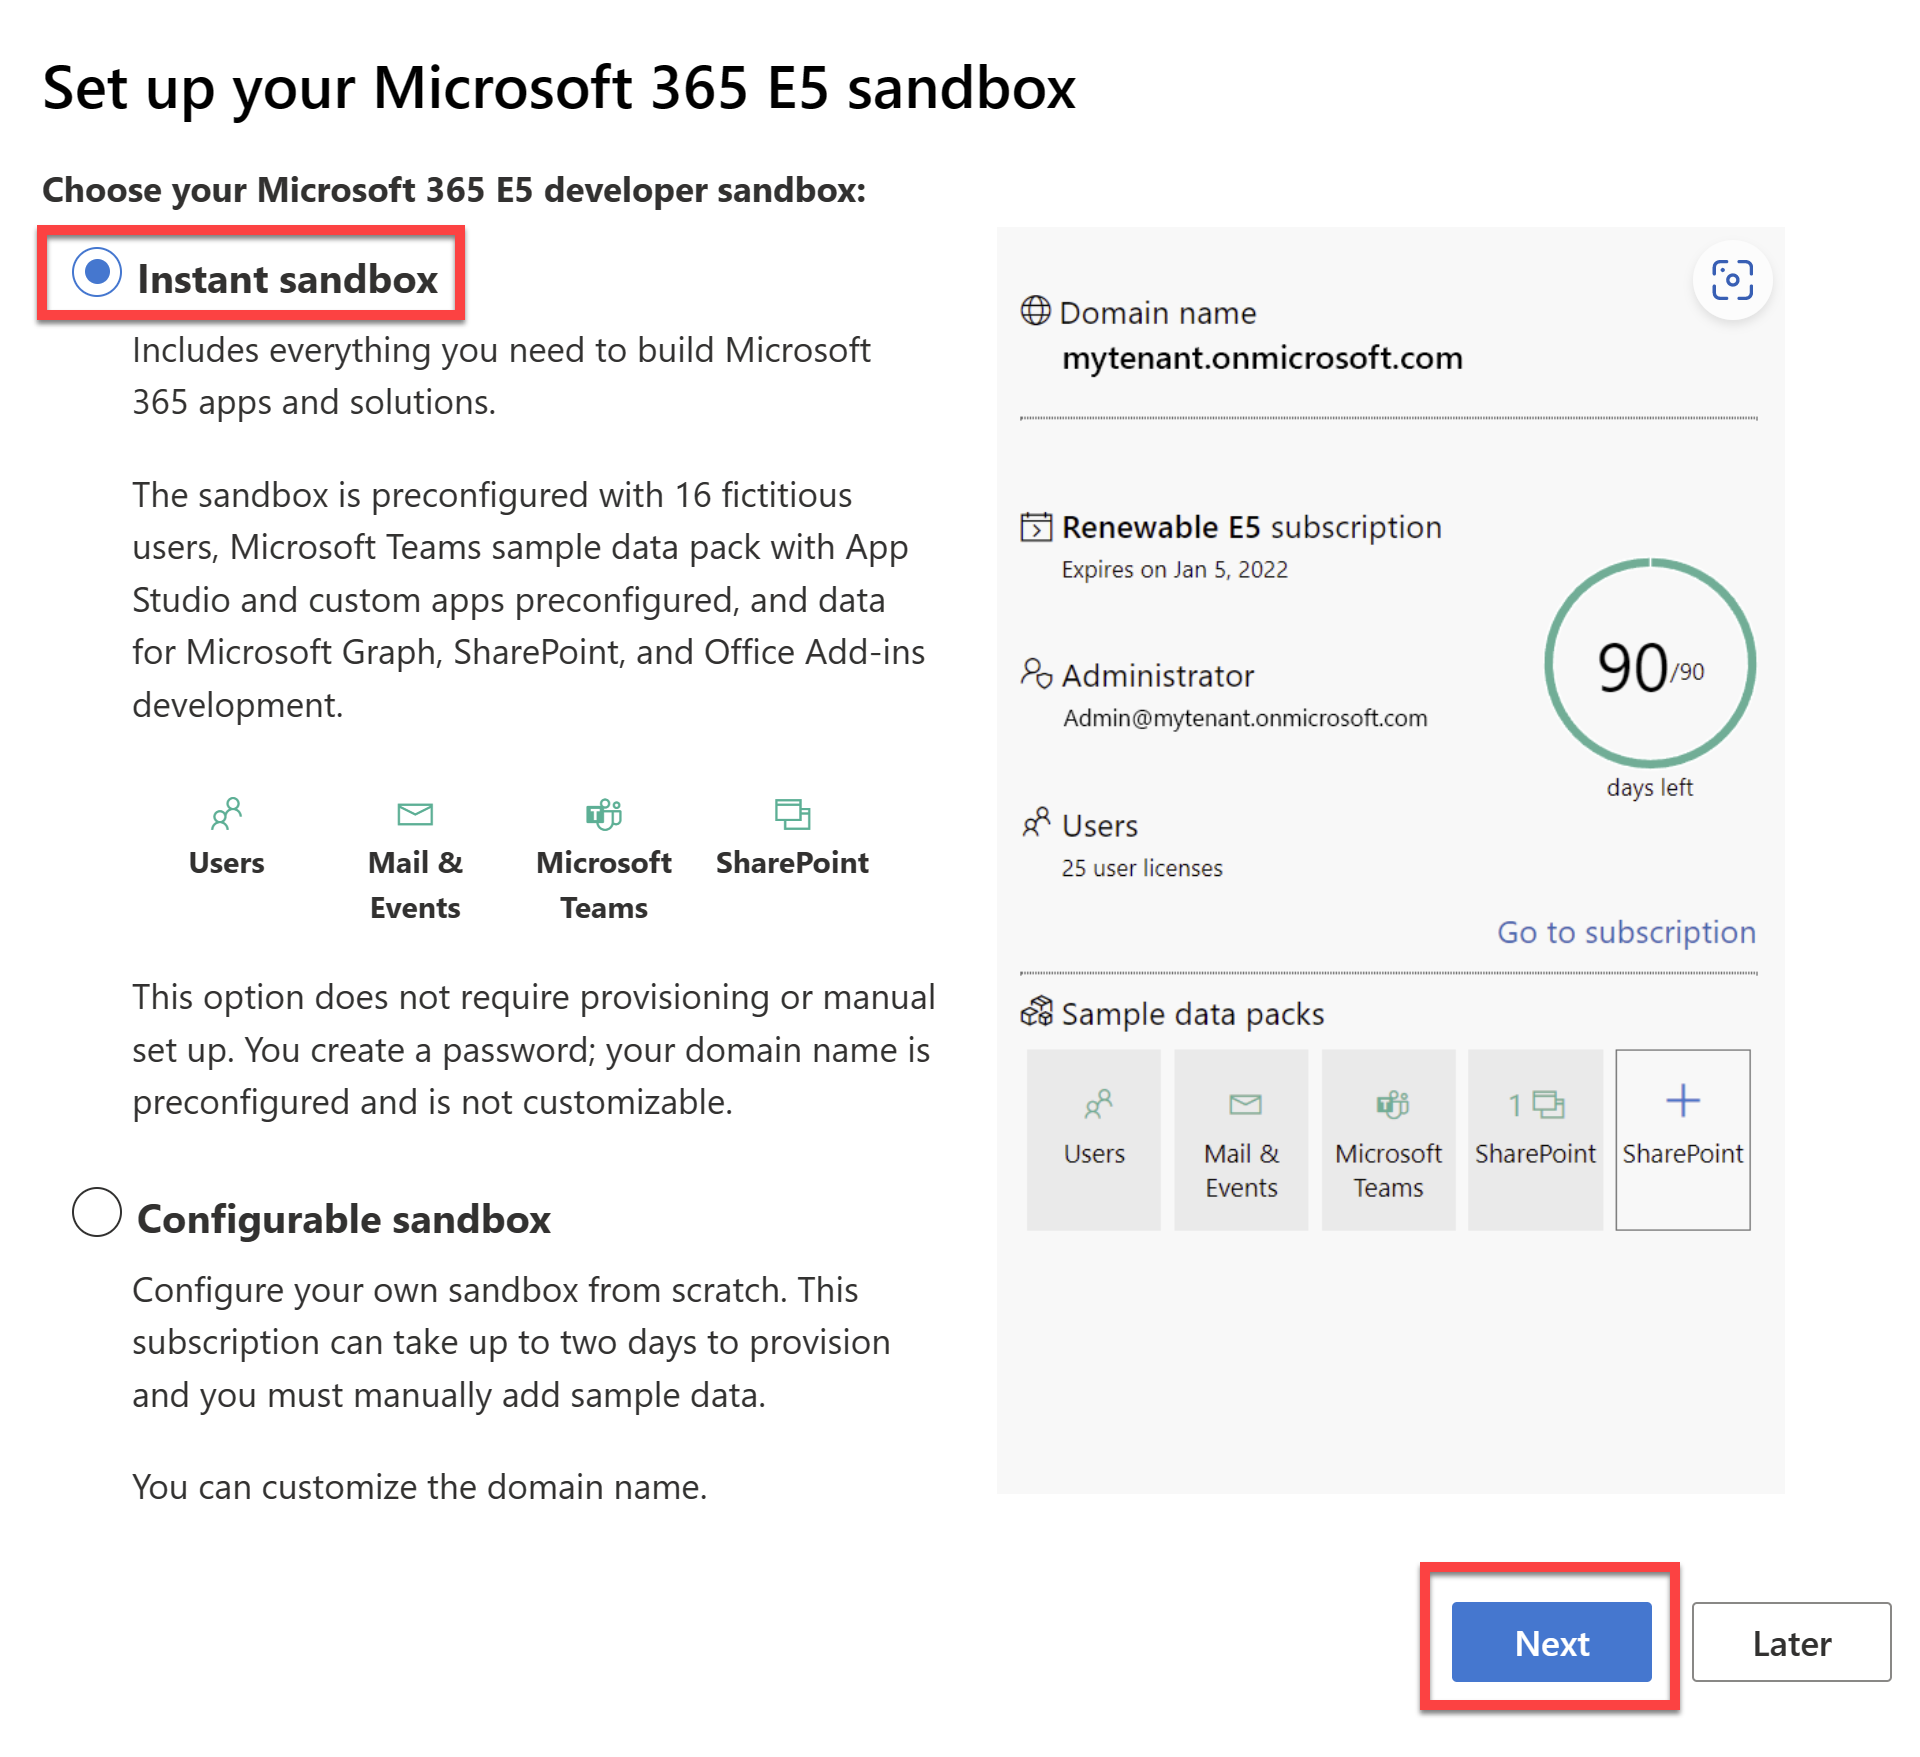 Set up your Microsoft 365 E5 sandbox
Choose your Microsoft 365 E5 developer sandbox:
Instant sandbox
Includes everything you need to build Microsoft
365 apps and solutions.
The sandbox is preconfigured with 16 fictitious
users, Microsoft Teams sample data pack with App
Studio and custom apps preconfigured, and data
for Microsoft Graph, SharePoint, and Office Add-ins
development.
Users
Mail &
Events
Microsoft
Teams
SharePoint
This option does not require provisioning or manual
set up. You create a password; your domain name is
preconfigured and is not customizable.
Configurable sandbox
Configure your own sandbox from scratch. This
subscription can take up to two days to provision
and you must manually add sample data.
You can customize the domain name.
Domain name
mytenant.onmicrosoft.com
Renewable E5 subscription
Expires on Jan 5, 2022
90/90
days left
Administrator
Admin@mytenant.onmicrosoft.com
Users
25 user licenses
Go to subscription
Sample data packs
Users
Mail &
Events
Microsoft
Teams
1
SharePoint
SharePoint
Next
Later